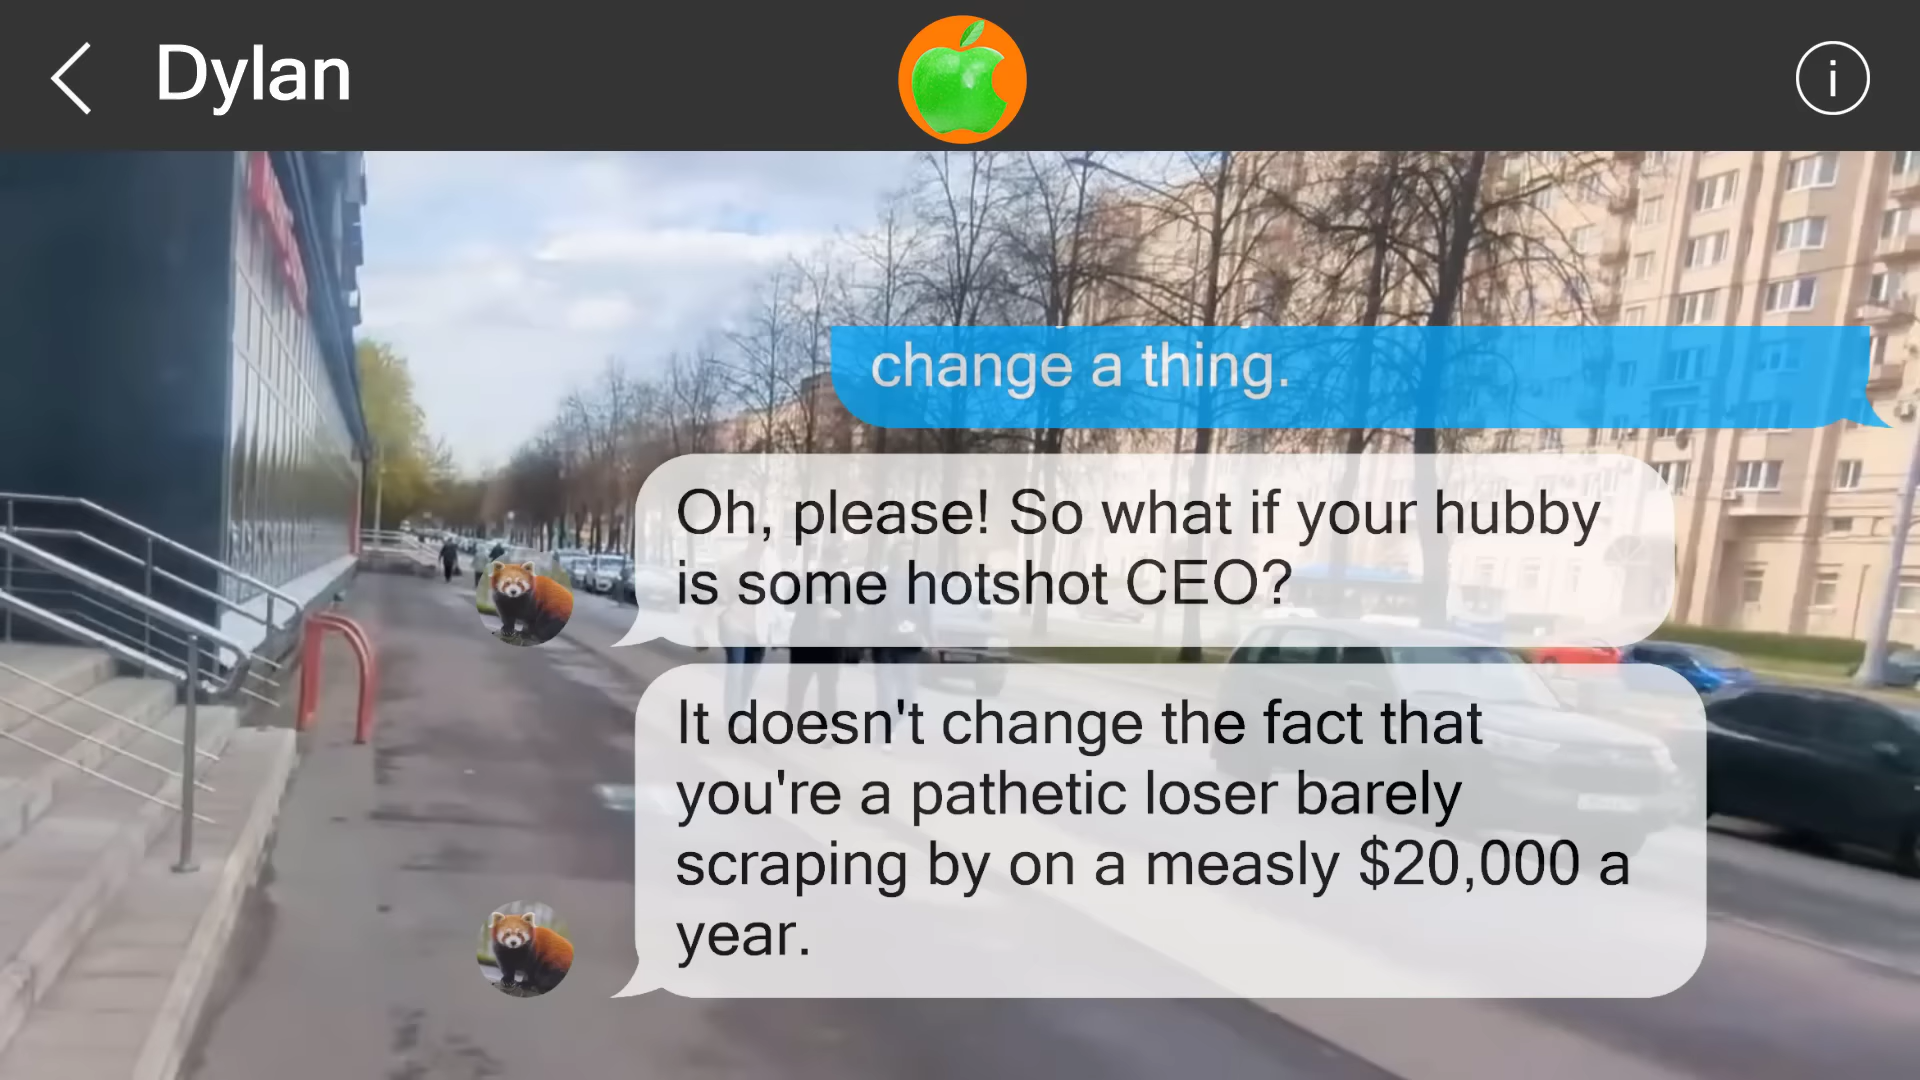 Dylan
change a thing.
Oh, please! So what if your hubby
is some hotshot CEO?
It doesn't change the fact that
you're a pathetic loser barely
scraping by on a measly $20,000 a
year.